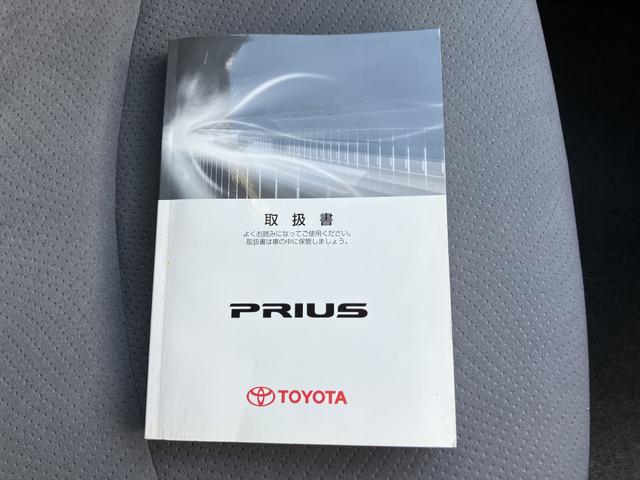 取扱書
よくお読みになってご使用ください。
取扱書は車の中に保管しましょう。
PRIUS
TOYOTA